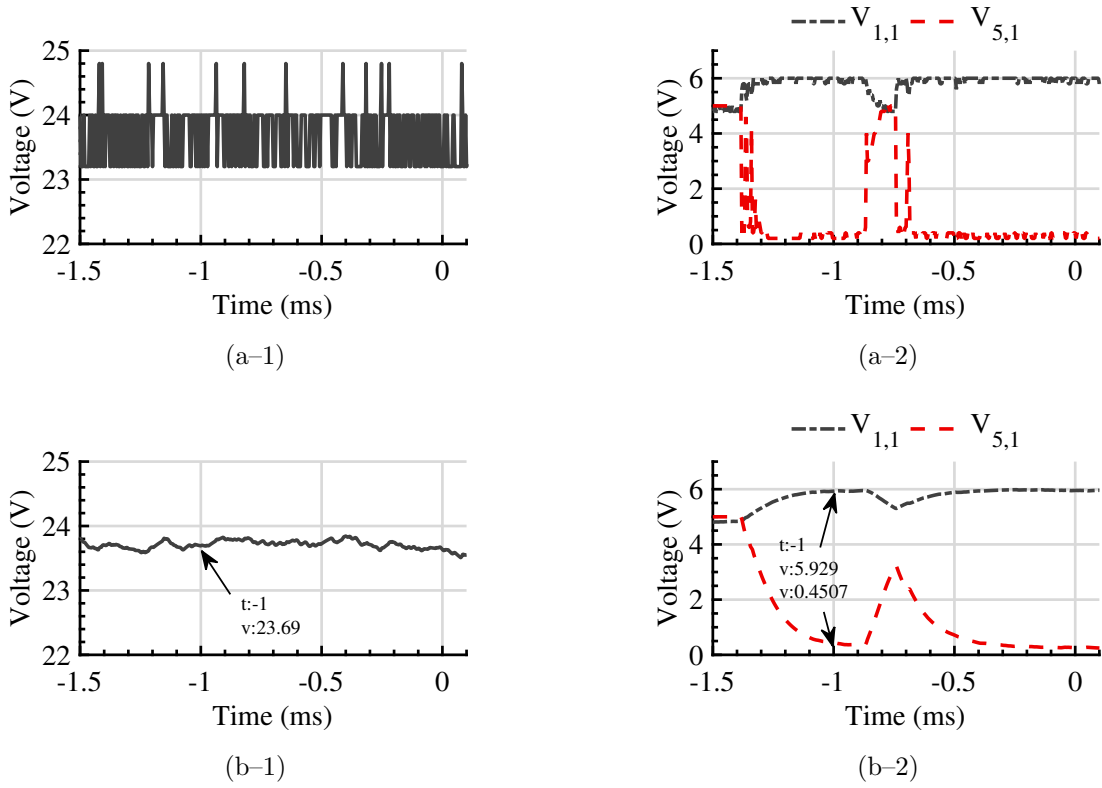 25
24
23
22
Voltage (V)
-1.5
-1
-0.5
0
Time (ms)
(a–1)
V1,1
V5,1
6
4
2
0
Voltage (V)
-1.5
-1
-0.5
0
Time (ms)
(a–2)
25
24
23
22
Voltage (V)
t:-1
v:23.69
-1.5
-1
-0.5
0
Time (ms)
(b–1)
V1,1
V5,1
6
4
2
0
Voltage (V)
t:-1
v:5.929
v:0.4507
-1.5
-1
-0.5
0
Time (ms)
(b–2)